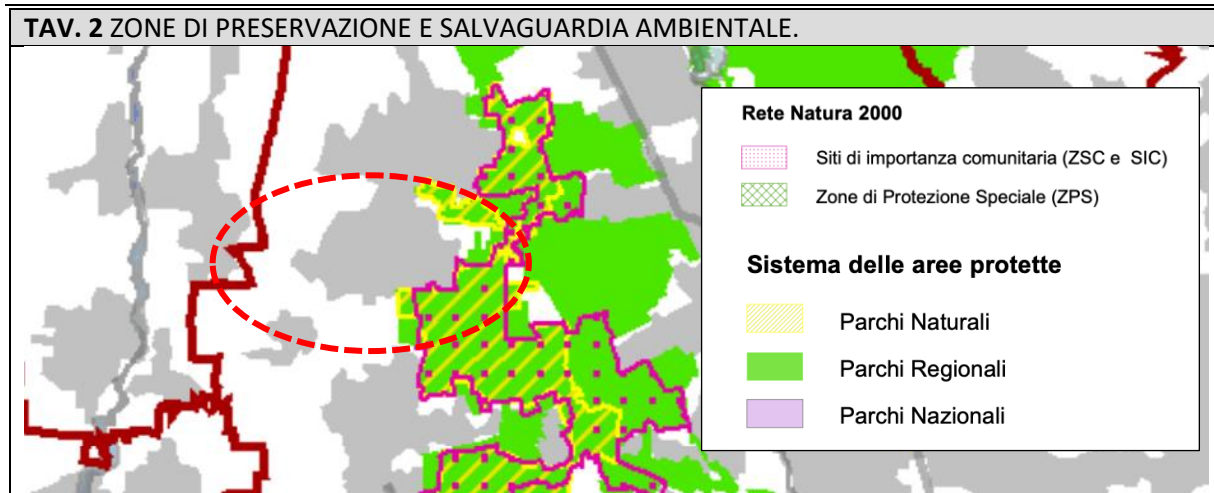 TAV. 2 ZONE DI PRESERVAZIONE E SALVAGUARDIA AMBIENTALE.
Rete Natura 2000
Siti di importanza comunitaria (ZSC e SIC)
Zone di Protezione Speciale (ZPS)
Sistema delle aree protette
Parchi Naturali
Parchi Regionali
Parchi Nazionali